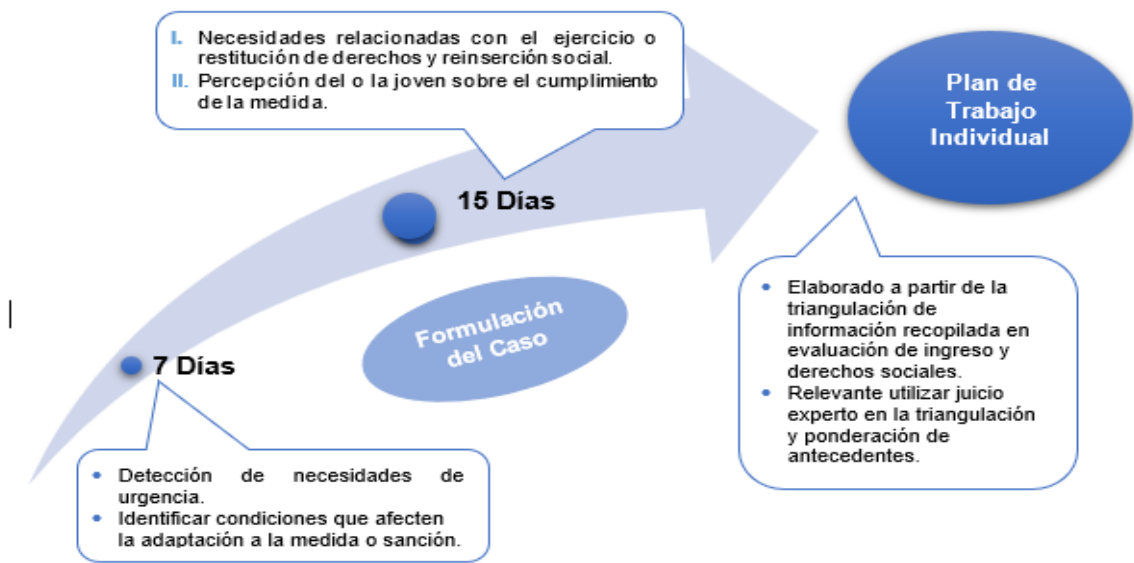 I. Necesidades relacionadas con el ejercicio o
restitución de derechos y reinserción social.
II. Percepción del o la joven sobre el cumplimiento
de la medida.
Plan de
Trabajo
Individual
15 Días
Formulación
del Caso
7 Días
• Elaborado a partir de la
triangulación de
información recopilada en
evaluación de ingreso y
derechos sociales.
• Relevante utilizar juicio
experto en la triangulación
y ponderación de
antecedentes.
• Detección de necesidades de
urgencia.
• Identificar condiciones que afecten
la adaptación a la medida o sanción.